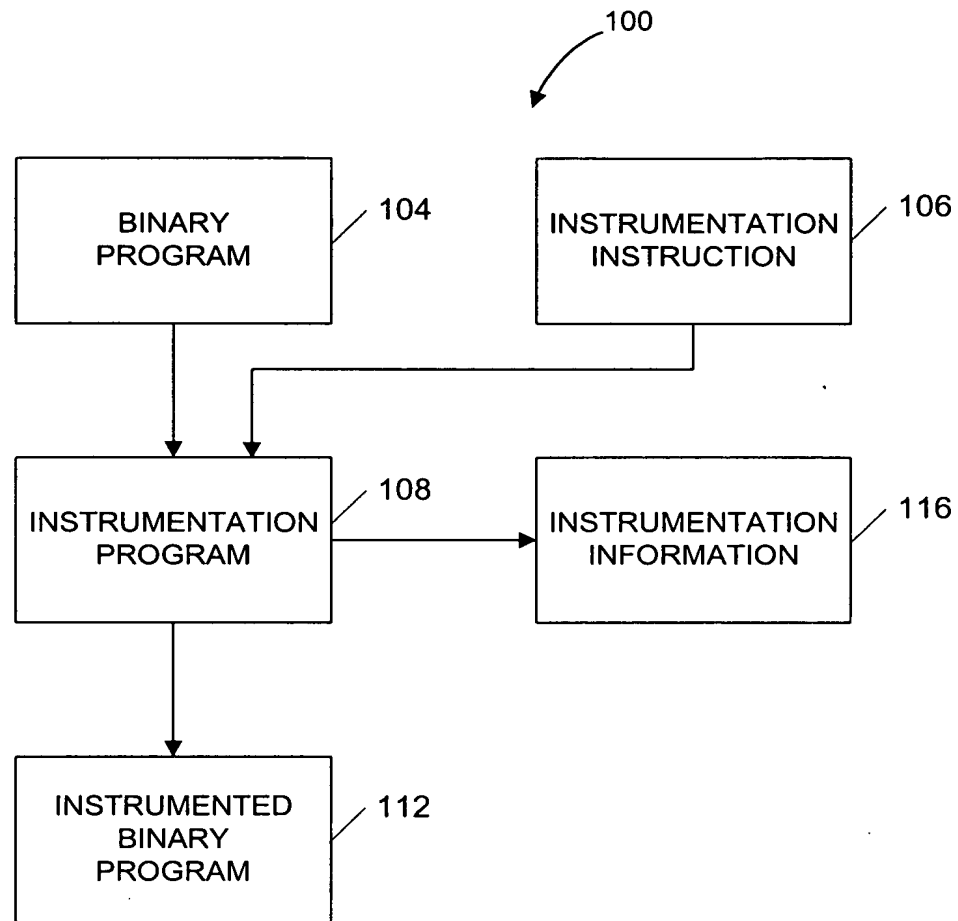 100
BINARY
PROGRAM
104
INSTRUMENTATION
INSTRUCTION
106
INSTRUMENTATION
PROGRAM
108
INSTRUMENTATION
INFORMATION
116
INSTRUMENTED
BINARY
PROGRAM
112